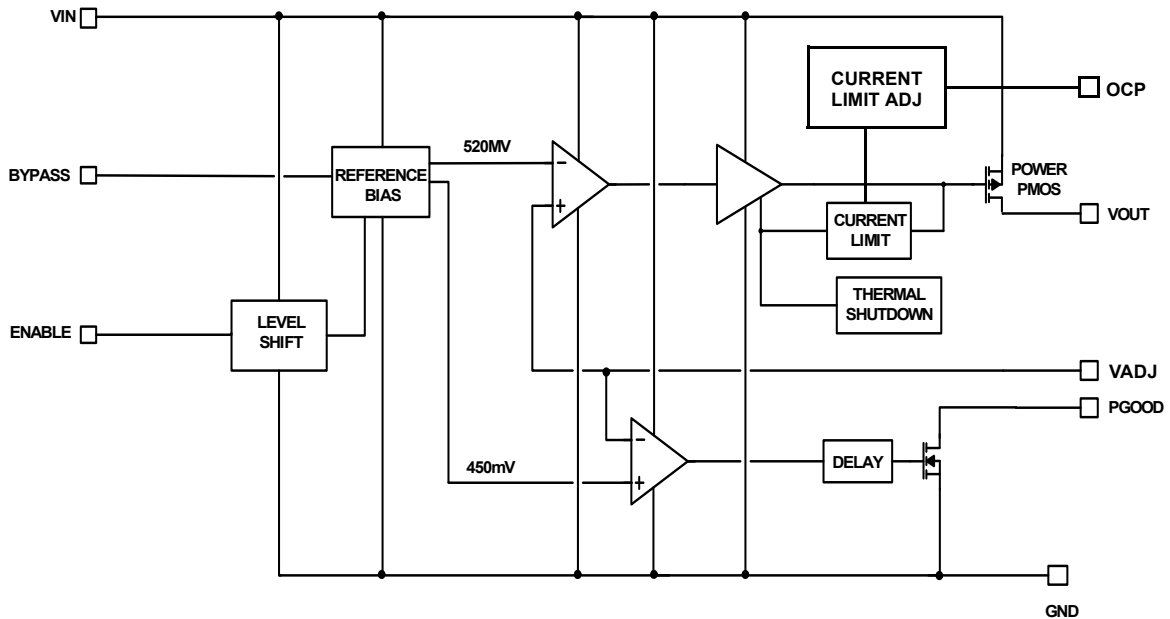 VIN
CURRENT
LIMIT ADJ
OCP
520MV
BYPASS
REFERENCE
BIAS
−
+
POWER
PMOS
VOUT
CURRENT
LIMIT
THERMAL
SHUTDOWN
ENABLE
LEVEL
SHIFT
VADJ
PGOOD
−
450mV
+
DELAY
GND